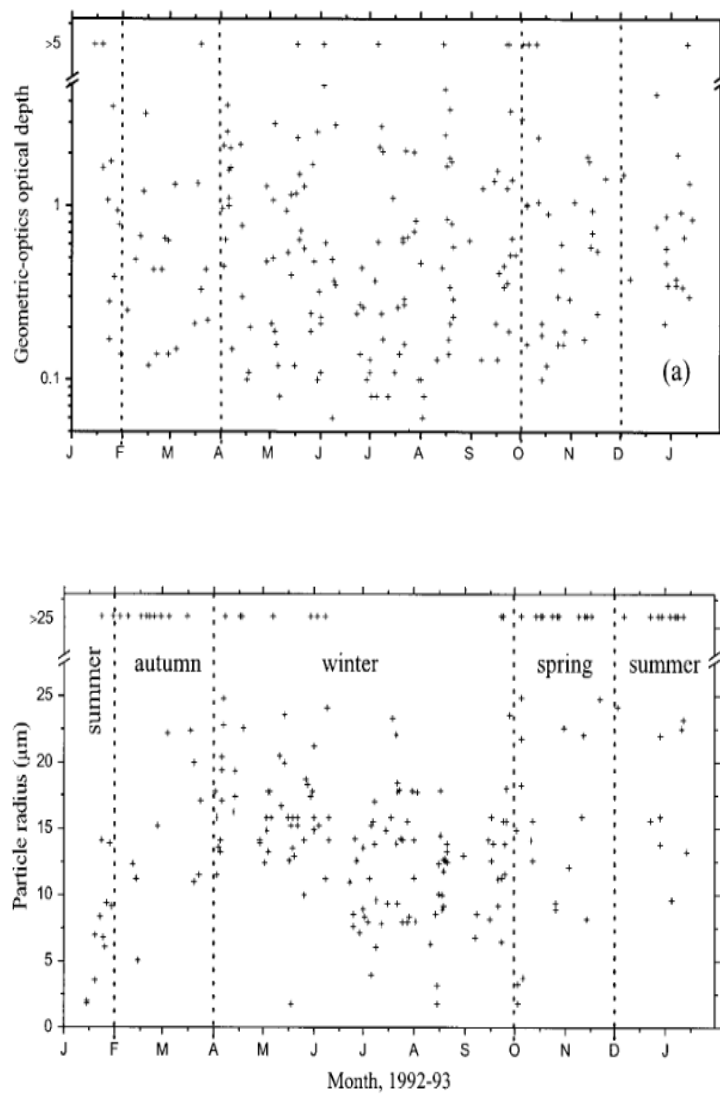 >5
Geometric-optics optical depth
1
0.1
(a)
J F M A M J J A S O N D J
>25
summer autumn winter spring summer
25
20
Particle radius (μm)
15
10
5
0
J F M A M J J A S O N D J
Month, 1992-93